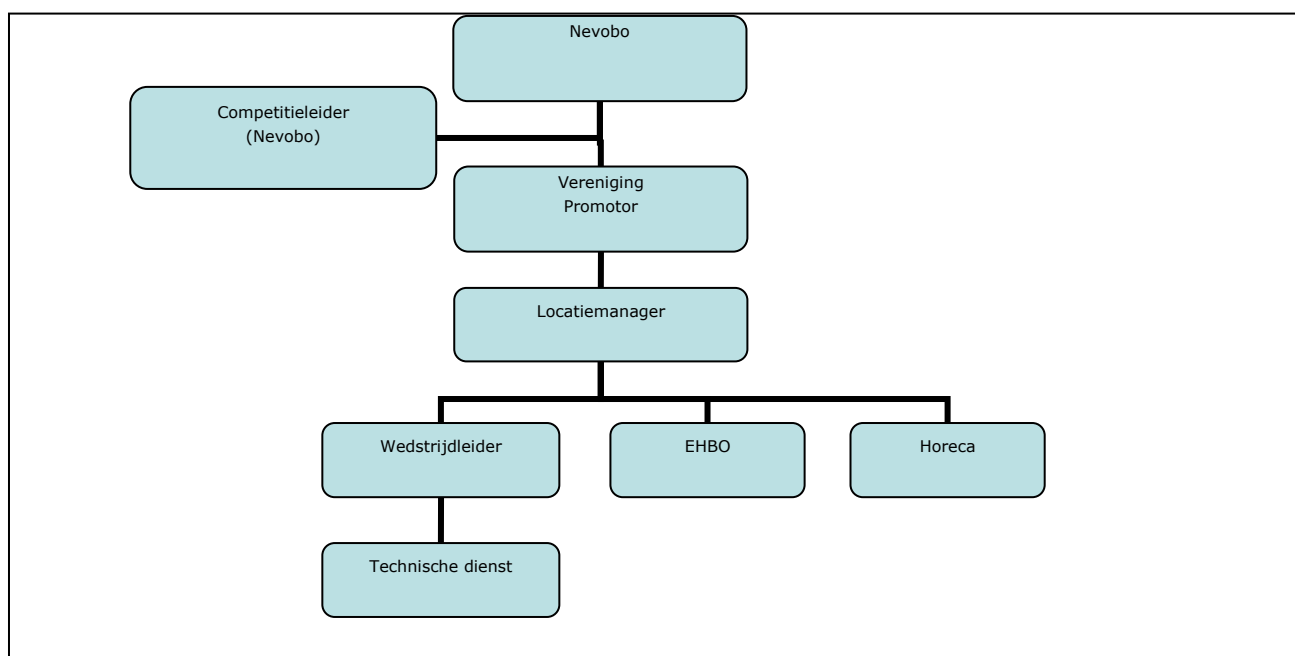 Nevobo
Competitieleider
(Nevobo)
Vereniging
Promotor
Locatiemanager
Wedstrijdleider
EHBO
Horeca
Technische dienst